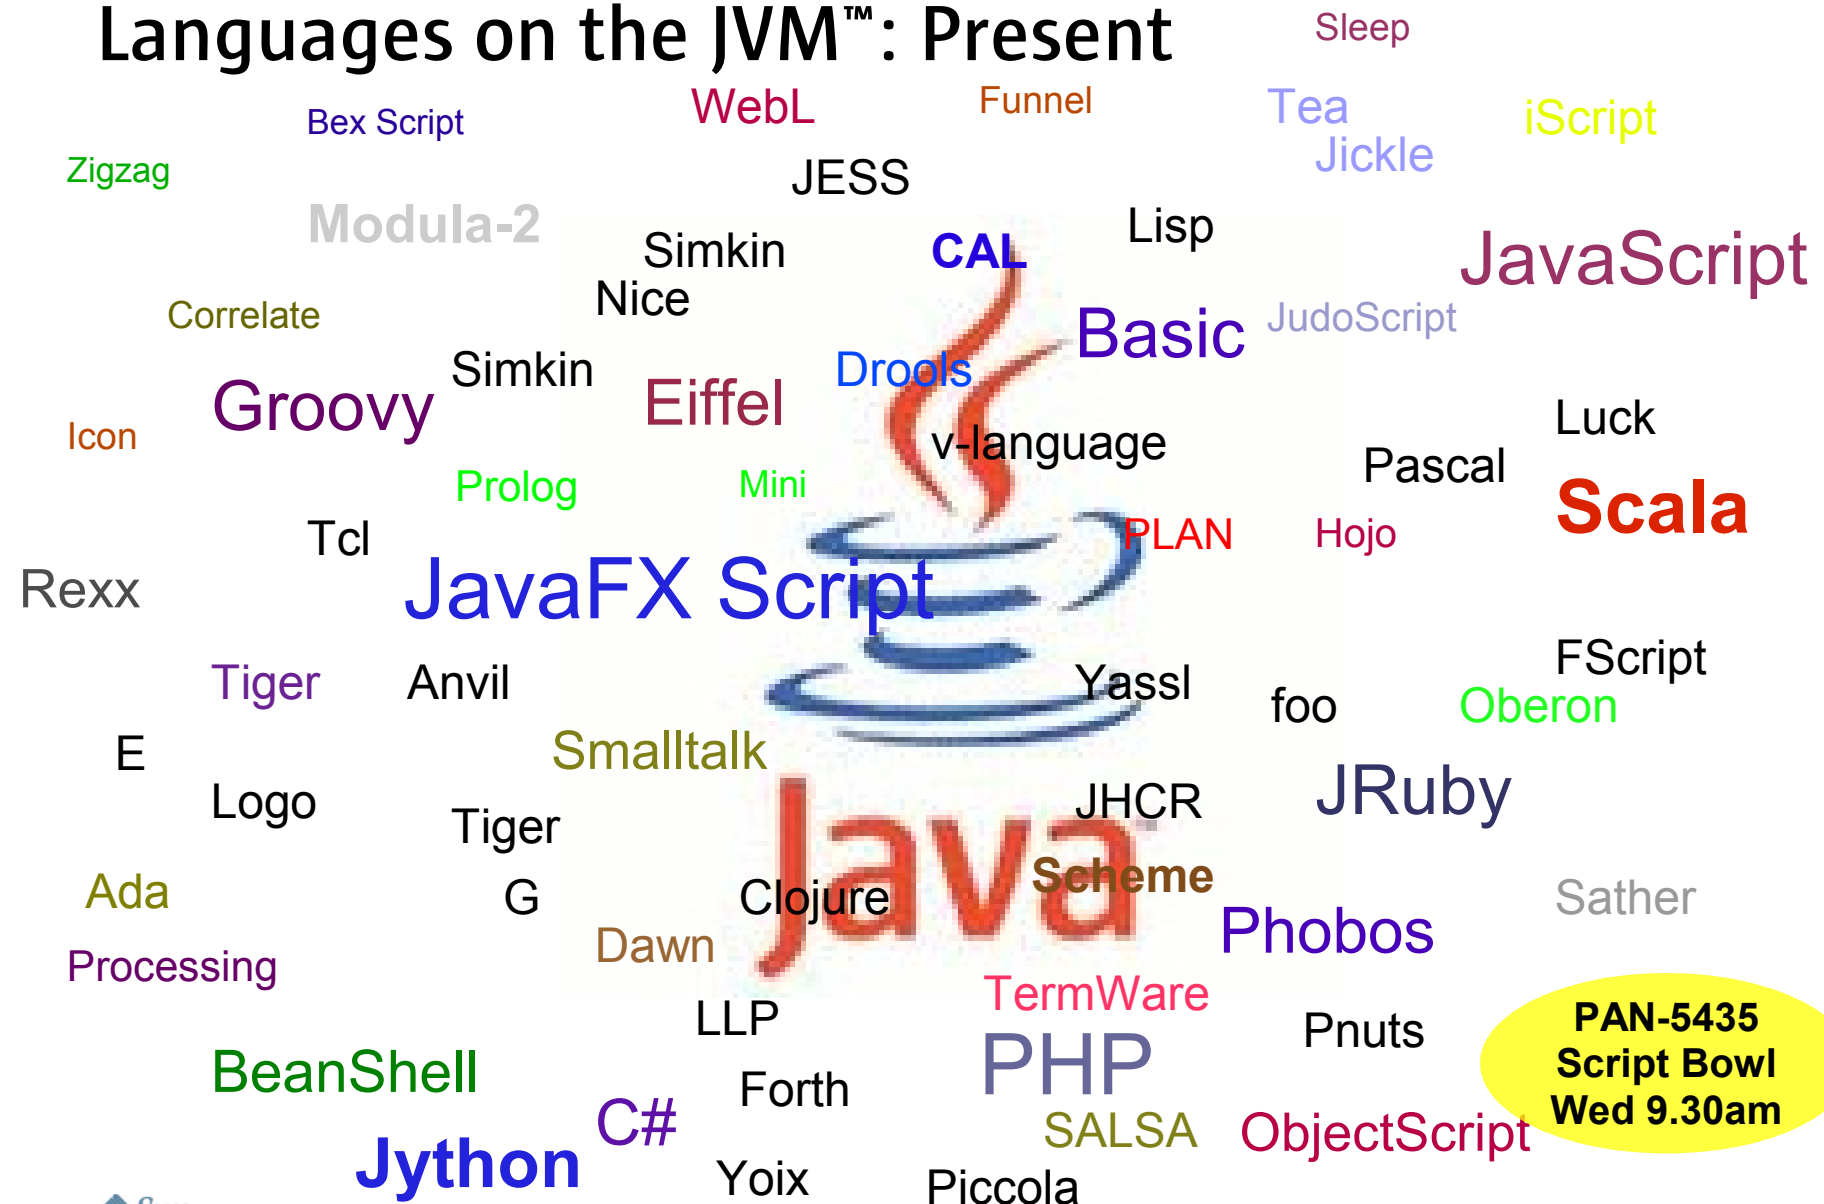 Languages on the JVM™: Present
Sleep
Bex Script
WebL
Funnel
Tea
iScript
Zigzag
JESS
Jickle
Modula-2
Simkin
CAL
Lisp
JavaScript
Nice
Correlate
Basic
JudoScript
Simkin
Drools
Groovy
Eiffel
Luck
Icon
v-language
Pascal
Prolog
Mini
Scala
Tcl
PLAN
Hojo
Rexx
JavaFX Script
FScript
Tiger
Anvil
Yassl
foo
Oberon
E
Smalltalk
Logo
JHCR
JRuby
Tiger
Java
Ada
G
Clojure
Scheme
Sather
Dawn
Phobos
Processing
TermWare
LLP
Pnuts
PAN-5435
Script Bowl
Wed 9.30am
BeanShell
Forth
PHP
C#
SALSA
ObjectScript
Jython
Yoix
Piccola